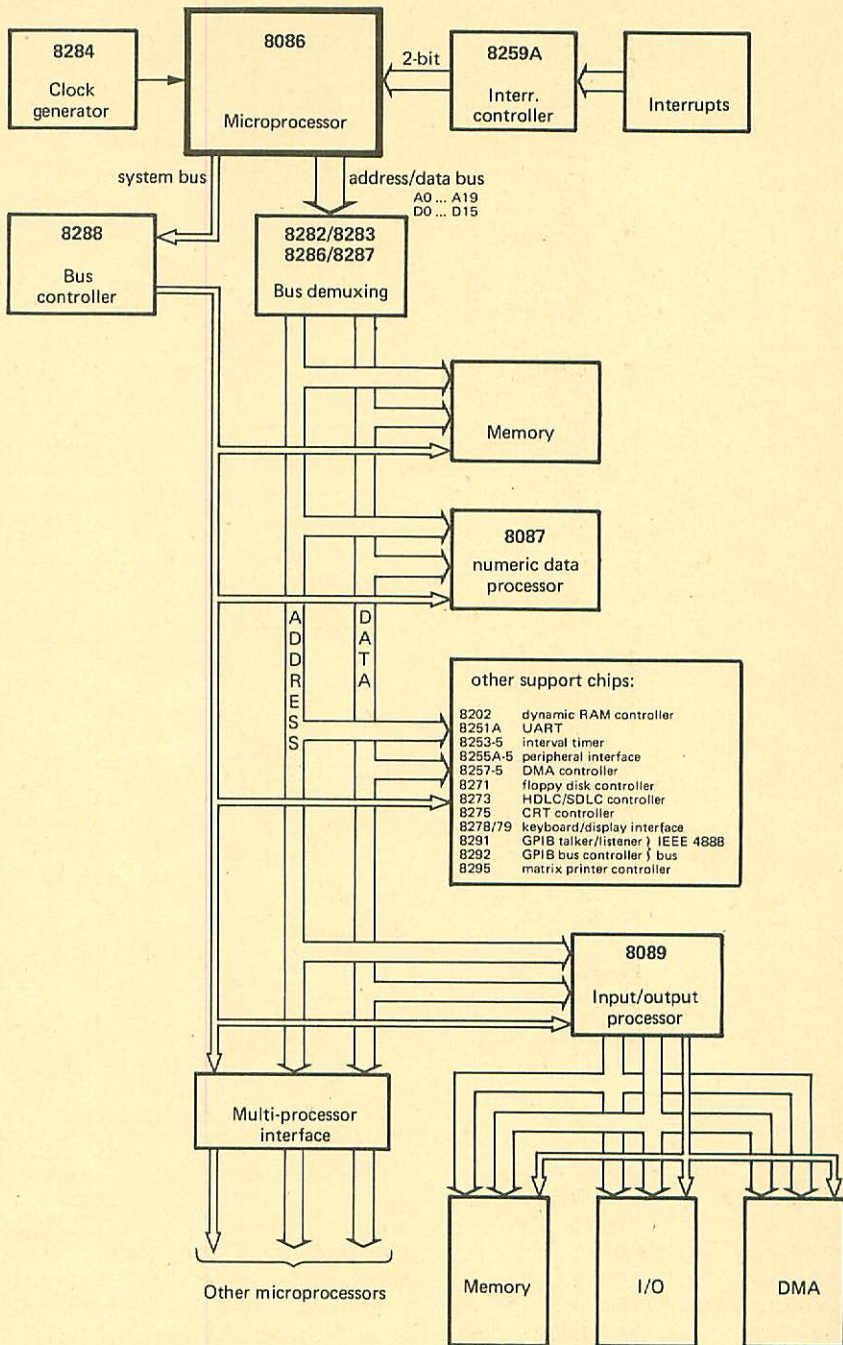 8284
Clock
generator
8086
Microprocessor
2-bit
8259A
Interr.
controller
Interrupts
system bus
address/data bus
A0 ... A19
D0 ... D15
8288
Bus
controller
8282/8283
8286/8287
Bus demuxing
Memory
8087
numeric data
processor
ADDRESS
DATA
other support chips:
8202 dynamic RAM controller
8251A UART
8253-5 interval timer
8255A-5 peripheral interface
8257-5 DMA controller
8271 floppy disk controller
8273 HDLC/SDLC controller
8275 CRT controller
8278/79 keyboard/display interface
8291 GPIB talker/listener } IEEE 4888
8292 GPIB bus controller } bus
8295 matrix printer controller
8089
Input/output
processor
Multi-processor
interface
Other microprocessors
Memory
I/O
DMA